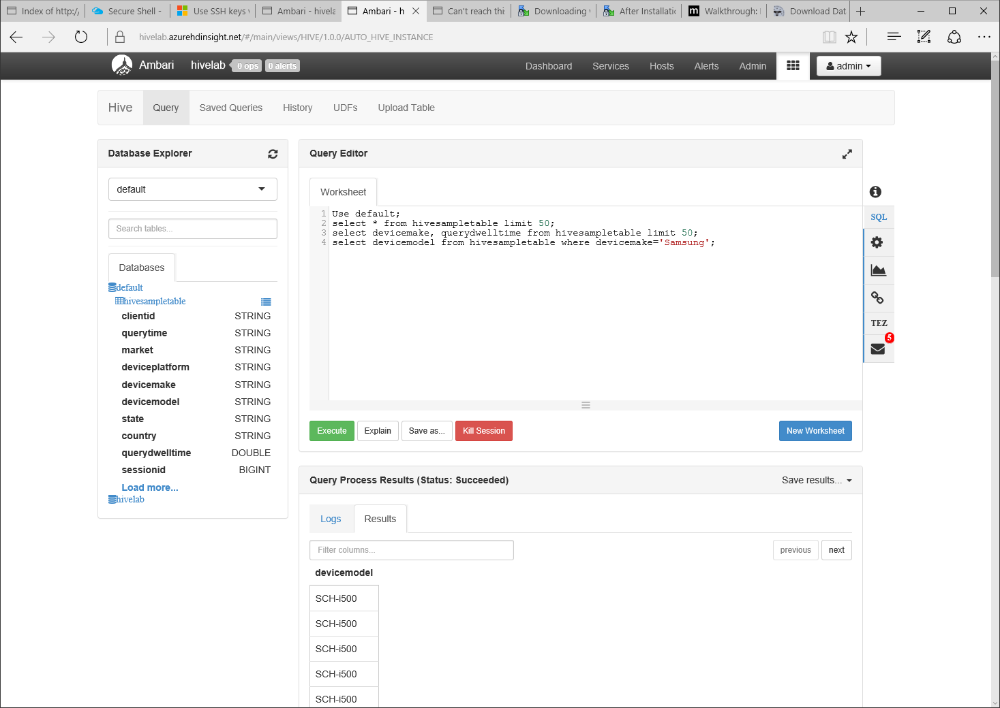 Index of http:/
Secure Shell -
Use SSH keys
Ambari - hivela
Ambari - h
Can't reach thi
Downloading
After Installati
m Walkthrough:
Download Dat
hivelab.azurehdinsight.net/#/main/views/HIVE/1.0.0/AUTO_HIVE_INSTANCE
Ambari hivelab 0 ops 0 alerts
Dashboard Services Hosts Alerts Admin admin
Hive Query Saved Queries History UDFs Upload Table
Database Explorer
default
Search tables...
Databases
default
hivesampletable
clientid STRING
querytime STRING
market STRING
deviceplatform STRING
devicemake STRING
devicemodel STRING
state STRING
country STRING
querydwelltime DOUBLE
sessionid BIGINT
Load more...
hivelab
Query Editor
Worksheet
1 Use default;
2 select * from hivesampletable limit 50;
3 select devicemake, querydwelltime from hivesampletable limit 50;
4 select devicemodel from hivesampletable where devicemake='Samsung';
SQL
TEZ
5
Execute Explain Save as... Kill Session New Worksheet
Query Process Results (Status: Succeeded) Save results...
Logs Results
Filter columns... previous next
devicemodel
SCH-i500
SCH-i500
SCH-i500
SCH-i500
SCH-i500